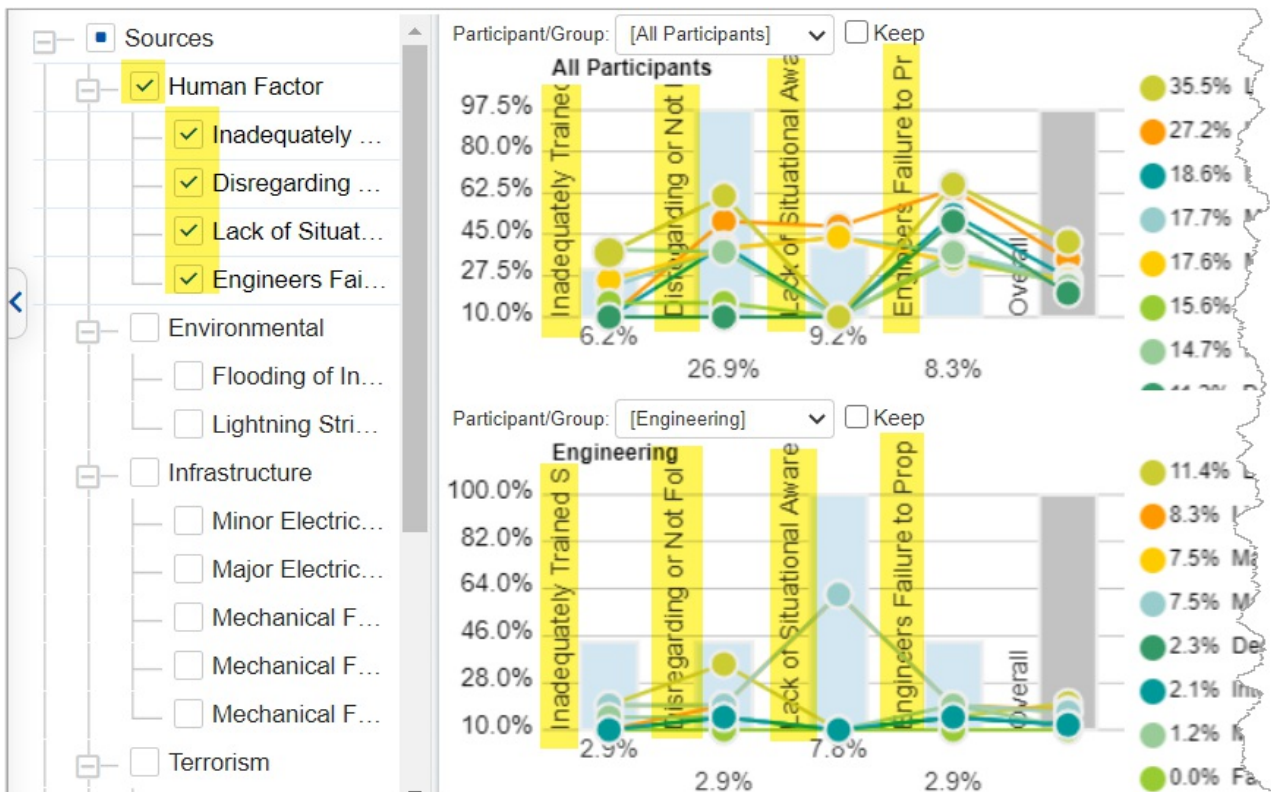 Sources
Human Factor
Inadequately ...
Disregarding ...
Lack of Situat...
Engineers Fai...
Environmental
Flooding of In...
Lightning Stri...
Infrastructure
Minor Electric...
Major Electric...
Mechanical F...
Mechanical F...
Mechanical F...
Terrorism
Participant/Group: [All Participants] Keep
All Participants
97.5%
80.0%
62.5%
45.0%
27.5%
10.0%
Inadequately Trained
Disregarding or Not
Lack of Situational Awa
Engineers Failure to Pr
Overall
6.2%
26.9%
9.2%
8.3%
35.5%
27.2%
18.6%
17.7%
17.6%
15.6%
14.7%
Participant/Group: [Engineering] Keep
Engineering
100.0%
82.0%
64.0%
46.0%
28.0%
10.0%
Inadequately Trained S
Disregarding or Not Fol
Lack of Situational Aware
Engineers Failure to Prop
Overall
2.9%
2.9%
7.8%
2.9%
11.4%
8.3%
7.5% Ma
7.5% M
2.3% De
2.1%
1.2%
0.0% Fa